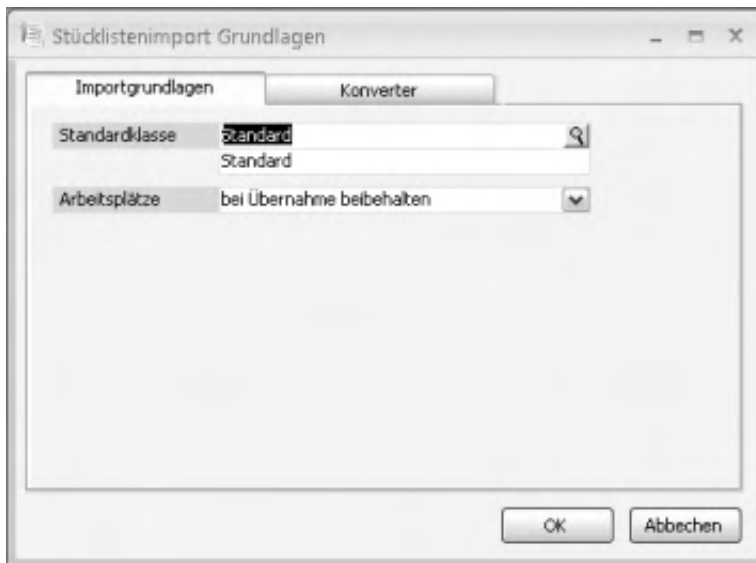 Stücklistenimport Grundlagen
Importgrundlagen Konverter
Standardklasse Standard
Standard
Arbeitsplätze bei Übernahme beibehalten
OK Abbechen